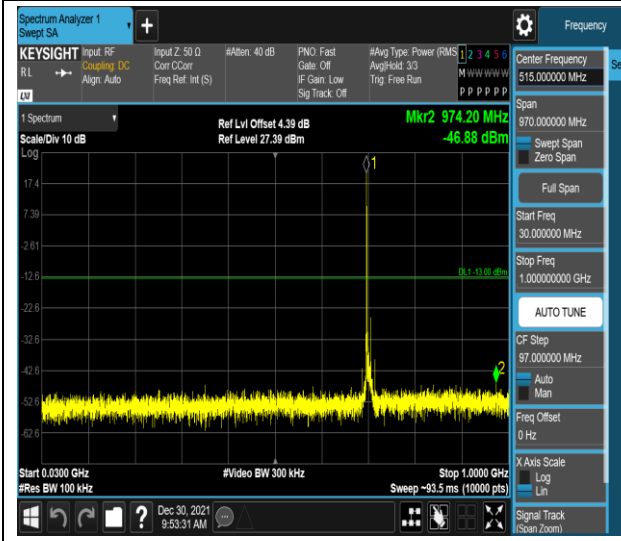 Spectrum Analyzer 1
Swept SA
+
Frequency
KEYSIGHT
RL
LXI
Input: RF
Coupling: DC
Align: Auto
Input Z: 50 Ω
Corr CCorr
Freq Ref: Int (S)
#Atten: 40 dB
PNO: Fast
Gate: Off
IF Gain: Low
Sig Track: Off
#Avg Type: Power (RMS
Avg|Hold: 3/3
Trig: Free Run
1 2 3 4 5 6
M W W W W W
P P P P P P
1 Spectrum
Scale/Div 10 dB
Log
Ref Lvl Offset 4.39 dB
Ref Level 27.39 dBm
Mkr2 974.20 MHz
-46.88 dBm
1
17.4
7.39
-2.61
-12.6
DL1 -13.00 dBm
-22.6
-32.6
-42.6
2
-52.6
-62.6
Start 0.0300 GHz
#Res BW 100 kHz
#Video BW 300 kHz
Stop 1.0000 GHz
Sweep ~93.5 ms (10000 pts)
?
Dec 30, 2021
9:53:31 AM
Center Frequency
515.000000 MHz
Se
Span
970.000000 MHz
Swept Span
Zero Span
Full Span
Start Freq
30.000000 MHz
Stop Freq
1.000000000 GHz
AUTO TUNE
CF Step
97.000000 MHz
Auto
Man
Freq Offset
0 Hz
X Axis Scale
Log
Lin
Signal Track
(Span Zoom)